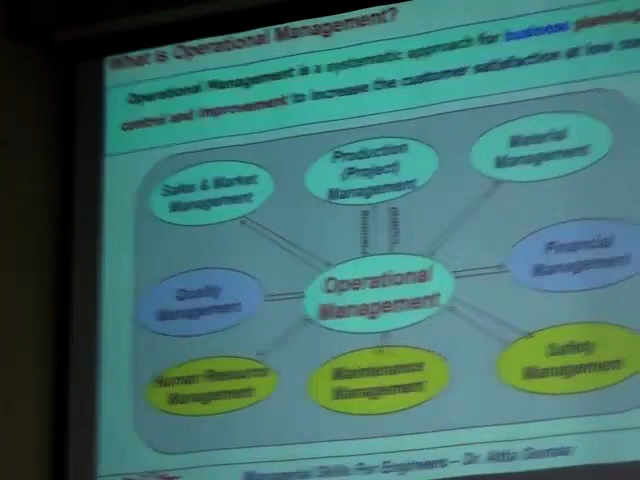 What is Operational Management?
Operational Management is a systematic approach for business planning
control and improvement to increase the customer satisfaction at low
Sales & Market
Management
Production
(Project)
Management
Material
Management
Quality
Management
Operational
Management
Financial
Management
Human Resource
Management
Maintenance
Management
Safety
Management
Managerial Skills For Engineers – Dr. Attia